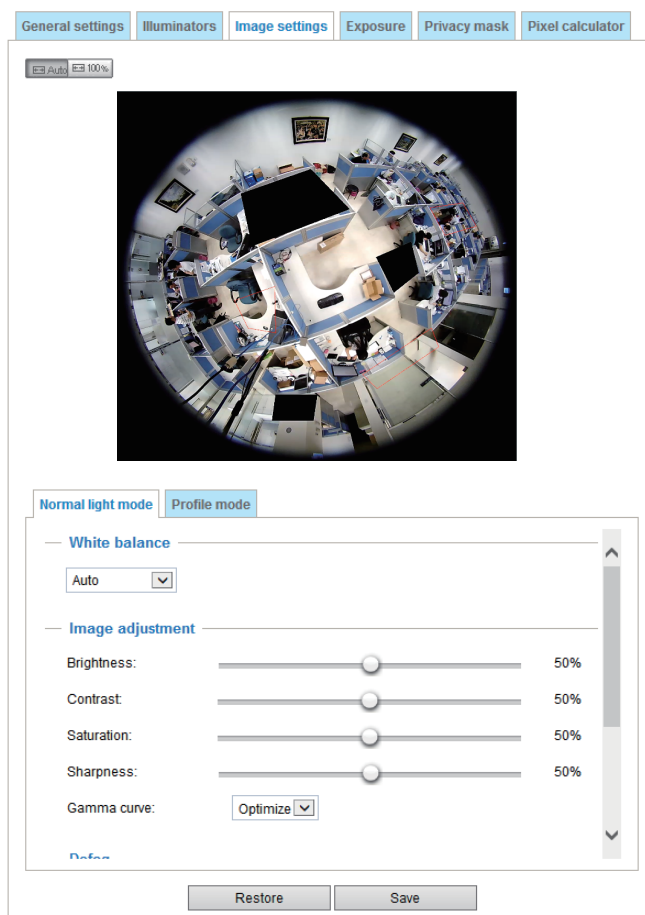 General settings Illuminators Image settings Exposure Privacy mask Pixel calculator
Auto 100%
Normal light mode Profile mode
White balance
Auto
Image adjustment
Brightness: 50%
Contrast: 50%
Saturation: 50%
Sharpness: 50%
Gamma curve: Optimize
Defog
Restore Save